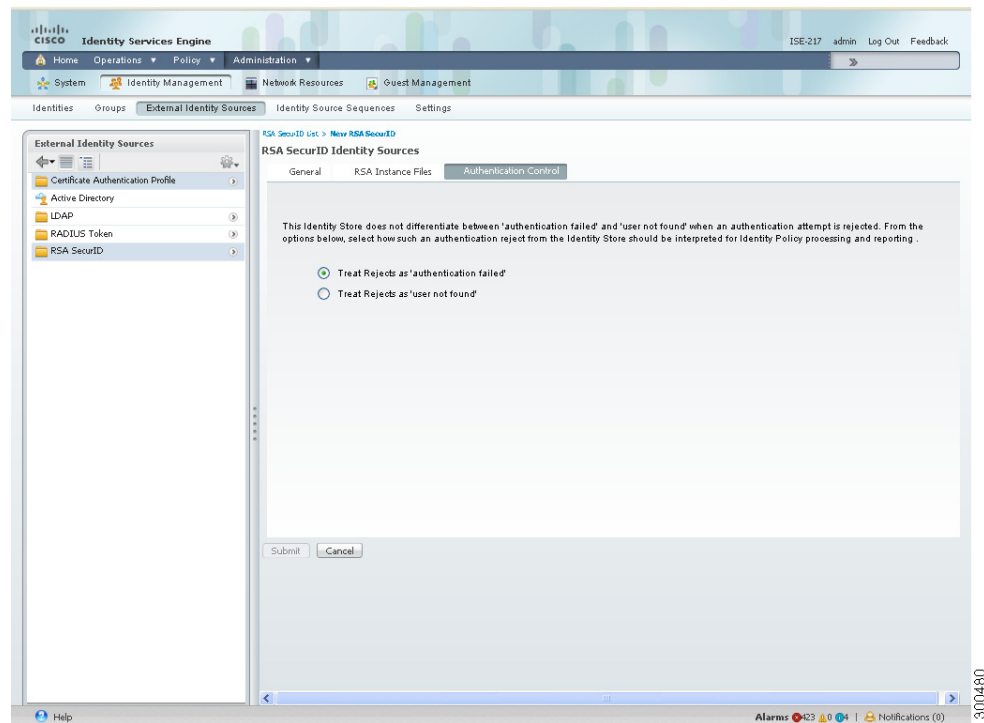 cisco Identity Services Engine
ISE-217 admin Log Out Feedback
Home Operations Policy Administration
System Identity Management Network Resources Guest Management
Identities Groups External Identity Sources Identity Source Sequences Settings
External Identity Sources
Certificate Authentication Profile
Active Directory
LDAP
RADIUS Token
RSA SecurID
RSA SecurID List > New RSA SecurID
RSA SecurID Identity Sources
General RSA Instance Files Authentication Control
This Identity Store does not differentiate between 'authentication failed' and 'user not found' when an authentication attempt is rejected. From the
options below, select how such an authentication reject from the Identity Store should be interpreted for Identity Policy processing and reporting .
Treat Rejects as 'authentication failed'
Treat Rejects as 'user not found'
Submit Cancel
Help
Alarms 423 0 4 | Notifications (0)
300480